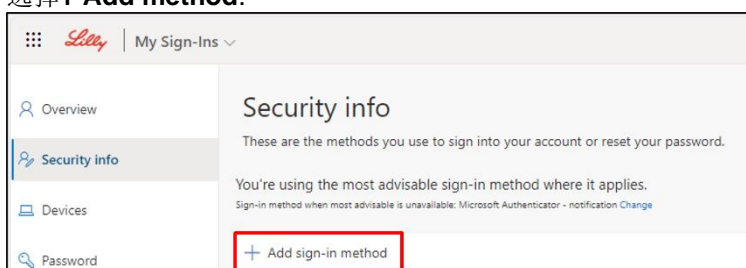 选择+ Add method.
Lilly My Sign-Ins
Overview
Security info
Devices
Password
Security info
These are the methods you use to sign into your account or reset your password.
You're using the most advisable sign-in method where it applies.
Sign-in method when most advisable is unavailable: Microsoft Authenticator - notification Change
+ Add sign-in method